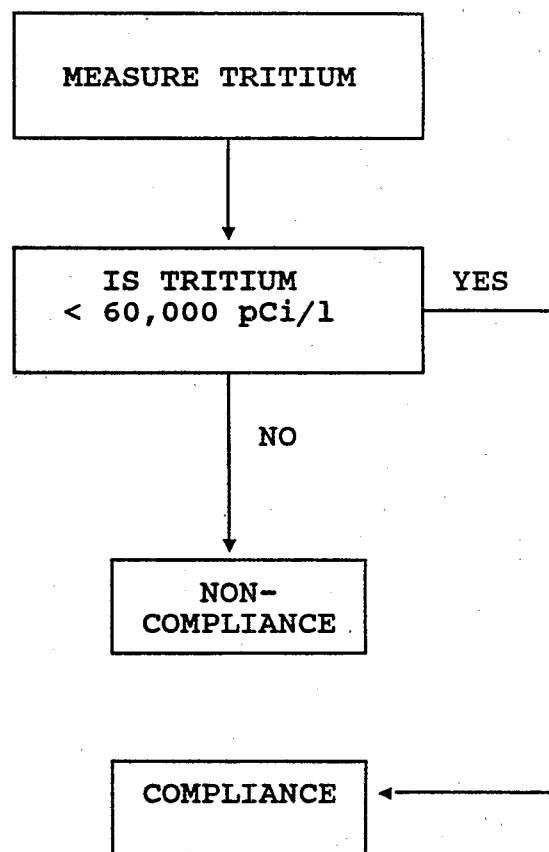 MEASURE TRITIUM
IS TRITIUM
< 60,000 pCi/l
YES
NO
NON-
COMPLIANCE
COMPLIANCE